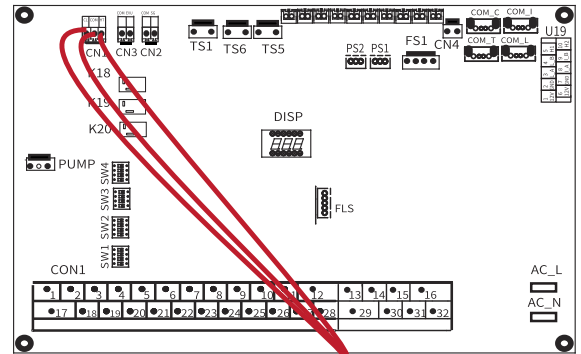 COM_C COM_I
TS1 TS6 TS5
PS2 PS1 FS1 CN4
COM_T COM_L
U19
CN1 CN3 CN2
K18
K19
K20
DISP
PUMP
SW4
SW3
SW2
SW1
FLS
CON1
AC_L
AC_N
1 2 3 4 5 6 7 8 9 10 11 12 13 14 15 16
17 18 19 20 21 22 23 24 25 26 28 29 30 31 32